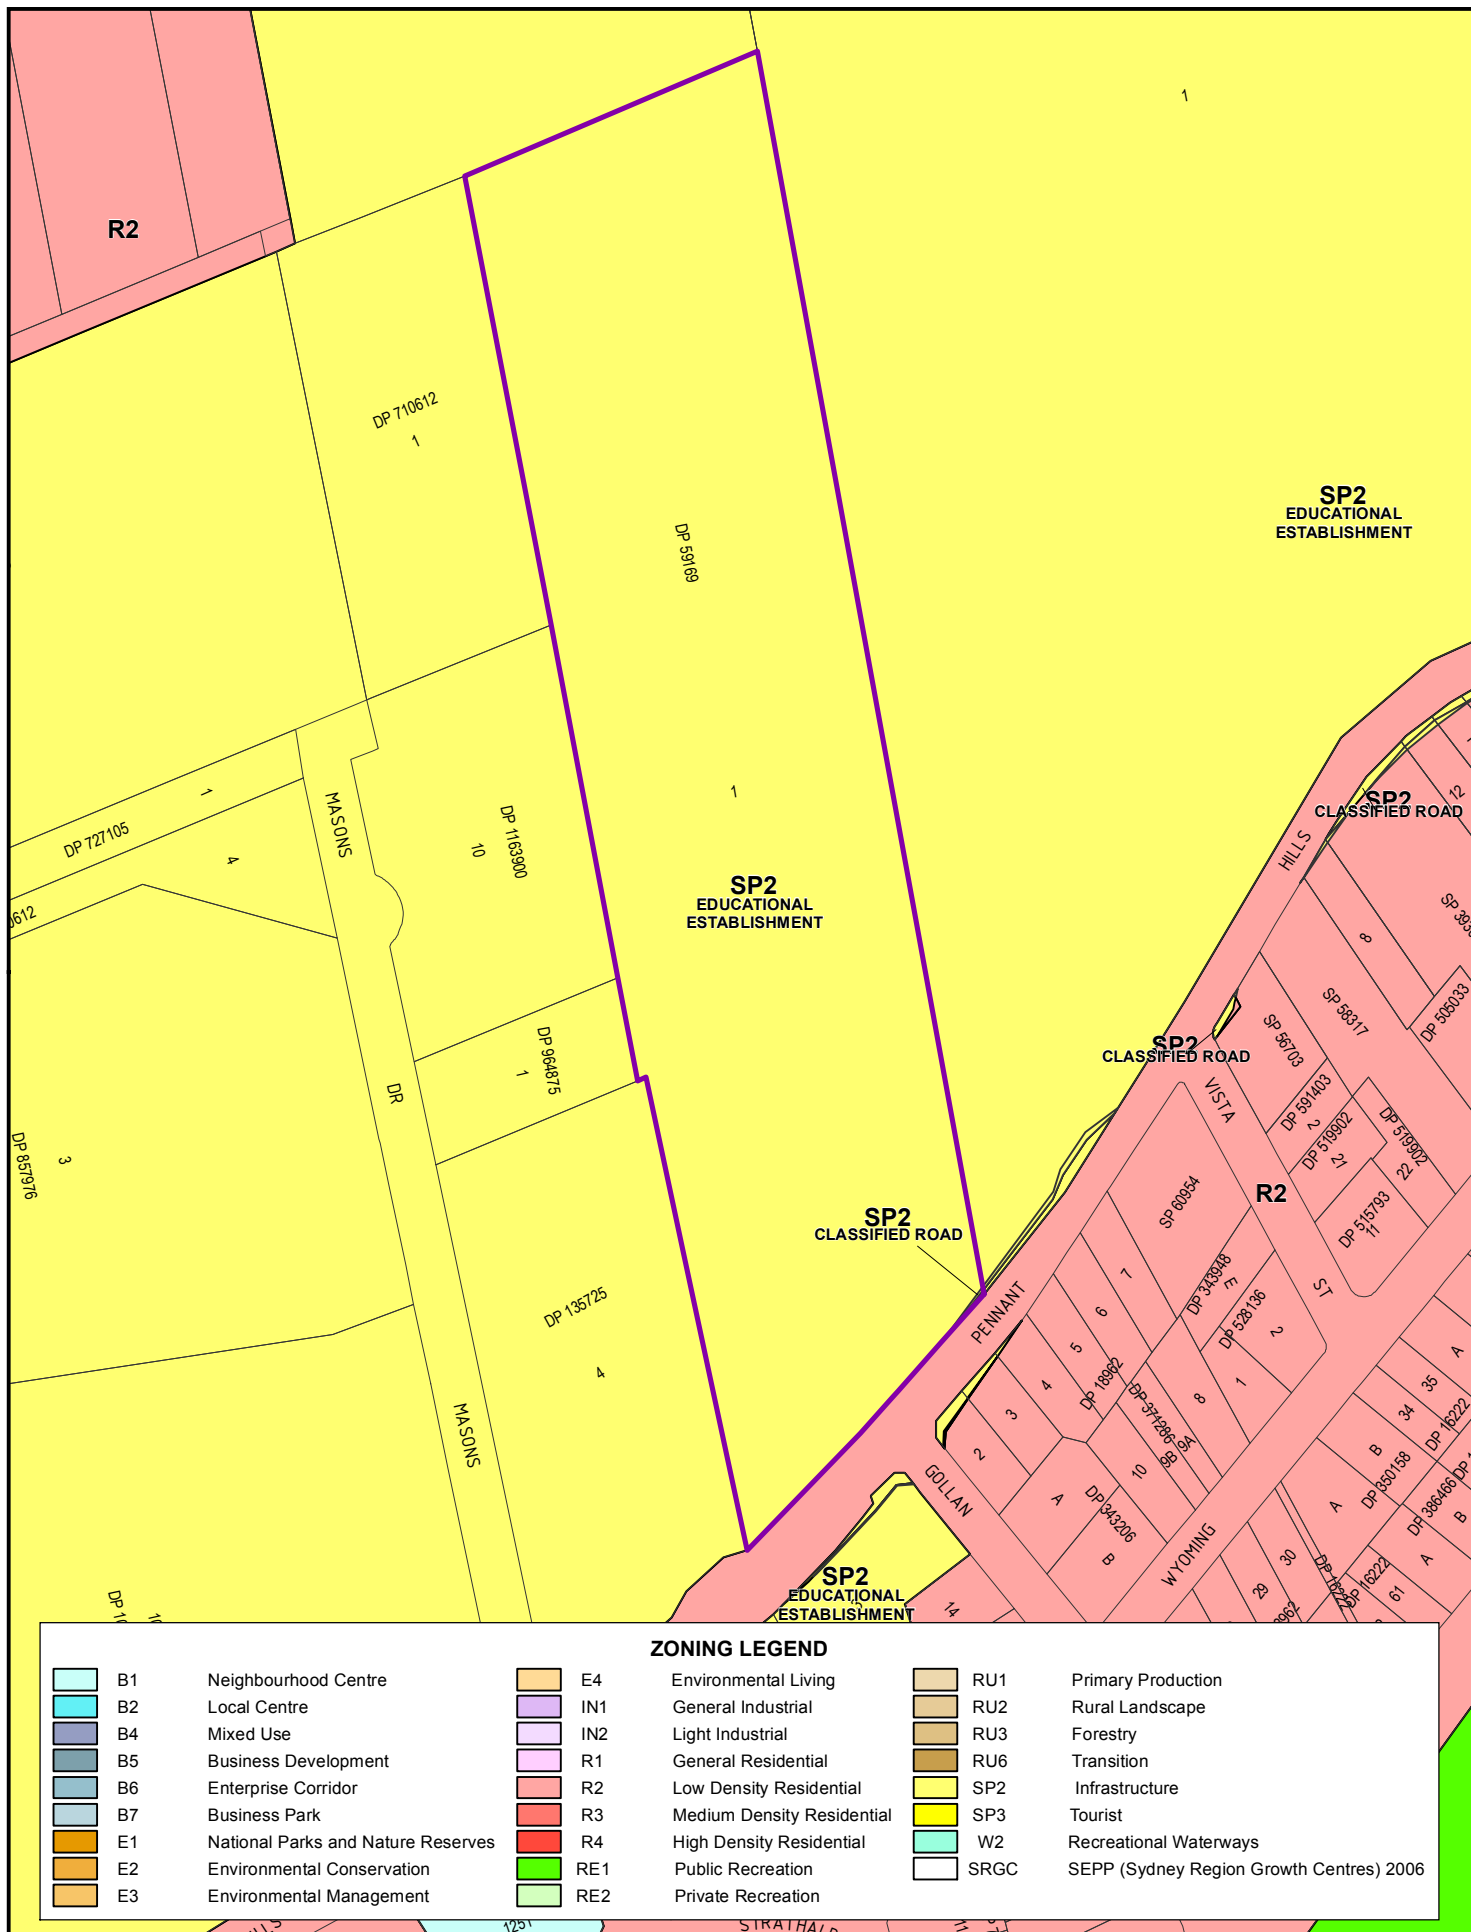 1
R2
DP 710612
1
SP2
EDUCATIONAL
ESTABLISHMENT
DP 59169
1
DP 727105
1
4
MASONS
10
DP 1163900
SP2
EDUCATIONAL
ESTABLISHMENT
SP2
CLASSIFIED ROAD
12
HILLS
8
SP 58317
DP 505033
SP 56703
SP2
CLASSIFIED ROAD
DP 964875
1
DR
VISTA
DP 591403
2
DP 519902
21
DP 519902
22
DP 857976
3
R2
DP 515793
11
SP 60954
SP2
CLASSIFIED ROAD
PENNANT
7
6
5
4
3
2
DP 343948
E
DP 528136
2
1
ST
DP 135725
4
DP 18962
DP 371286
8
9A
9B
10
A
35
34
DP 16222
B
DP 350158
A
DP 386466
B
A
MASONS
GOLLAN
A
DP 343206
B
WYOMING
30
29
DP 16222
DP 16222
61
SP2
EDUCATIONAL
ESTABLISHMENT
14
ZONING LEGEND
B1 Neighbourhood Centre
B2 Local Centre
B4 Mixed Use
B5 Business Development
B6 Enterprise Corridor
B7 Business Park
E1 National Parks and Nature Reserves
E2 Environmental Conservation
E3 Environmental Management
E4 Environmental Living
IN1 General Industrial
IN2 Light Industrial
R1 General Residential
R2 Low Density Residential
R3 Medium Density Residential
R4 High Density Residential
RE1 Public Recreation
RE2 Private Recreation
RU1 Primary Production
RU2 Rural Landscape
RU3 Forestry
RU6 Transition
SP2 Infrastructure
SP3 Tourist
W2 Recreational Waterways
SRGC SEPP (Sydney Region Growth Centres) 2006